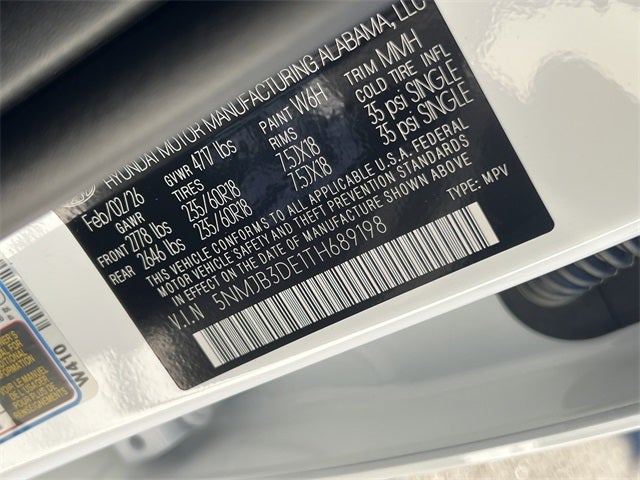 HYUNDAI MOTOR MANUFACTURING ALABAMA, LLC
Feb/02/26 GVWR 4717 lbs PAINT W6H TRIM MMH
GAWR TIRES RIMS COLD TIRE INFL
FRONT 2778 lbs 235/60R18 7.5JX18 35 psi SINGLE
REAR 2646 lbs 235/60R18 7.5JX18 35 psi SINGLE
THIS VEHICLE CONFORMS TO ALL APPLICABLE U.S.A. FEDERAL
MOTOR VEHICLE SAFETY AND THEFT PREVENTION STANDARDS
IN EFFECT ON THE DATE OF MANUFACTURE SHOWN ABOVE
V.I.N 5NMJB3DE1TH689198 TYPE: MPV
W410